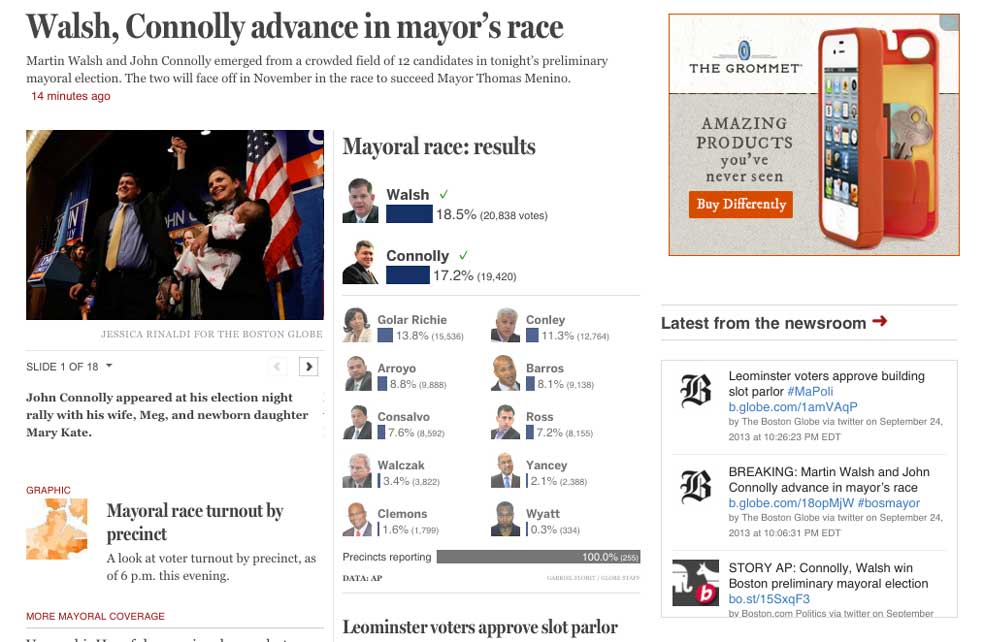 Walsh, Connolly advance in mayor's race
Martin Walsh and John Connolly emerged from a crowded field of 12 candidates in tonight's preliminary
mayoral election. The two will face off in November in the race to succeed Mayor Thomas Menino.
14 minutes ago
JESSICA RINALDI FOR THE BOSTON GLOBE
SLIDE 1 OF 18
John Connolly appeared at his election night
rally with his wife, Meg, and newborn daughter
Mary Kate.
GRAPHIC
Mayoral race turnout by
precinct
A look at voter turnout by precinct, as
of 6 p.m. this evening.
MORE MAYORAL COVERAGE
Mayoral race: results
Walsh ✓
18.5% (20,838 votes)
Connolly ✓
17.2% (19,420)
Golar Richie
13.8% (15,536)
Conley
11.3% (12,764)
Arroyo
8.8% (9,888)
Barros
8.1% (9,138)
Consalvo
7.6% (8,592)
Ross
7.2% (8,155)
Walczak
3.4% (3,822)
Yancey
2.1% (2,388)
Clemons
1.6% (1,799)
Wyatt
0.3% (334)
Precincts reporting 100.0% (255)
DATA: AP
GABRIEL FLORIT / GLOBE STAFF
Leominster voters approve slot parlor
THE GROMMET
AMAZING
PRODUCTS
you've
never seen
Buy Differently
Latest from the newsroom
B
Leominster voters approve building
slot parlor #MaPoli
b.globe.com/1amVAqP
by The Boston Globe via twitter on September 24,
2013 at 10:26:23 PM EDT
B
BREAKING: Martin Walsh and John
Connolly advance in mayor's race
b.globe.com/18opMjW #bosmayor
by The Boston Globe via twitter on September 24,
2013 at 10:06:31 PM EDT
b
STORY AP: Connolly, Walsh win
Boston preliminary mayoral election
bo.st/15SxqF3
by Boston.com Politics via twitter on September